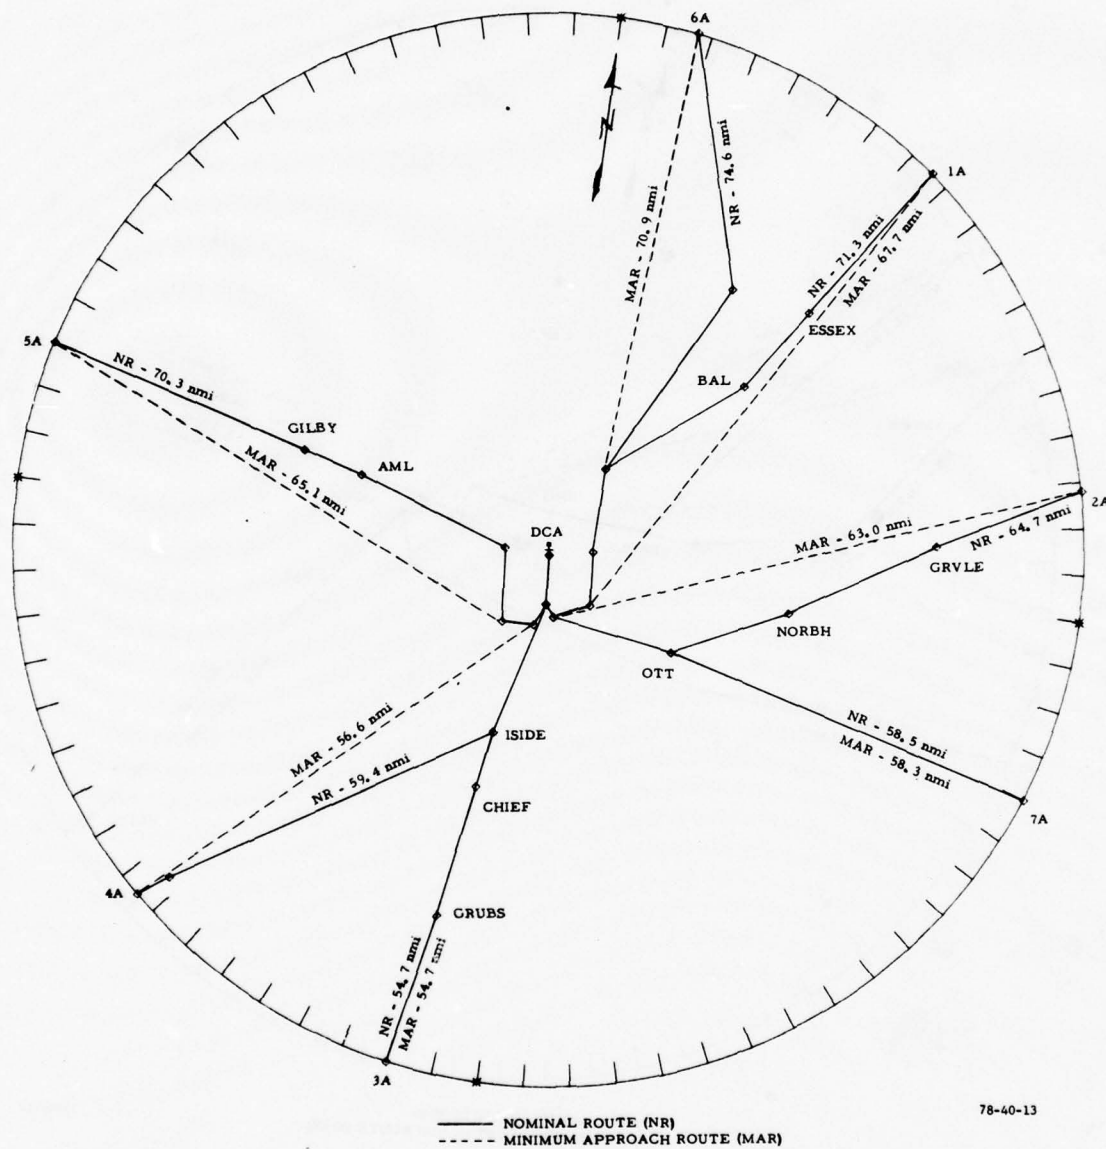 6A
N
1A
NR - 74.6 nmi
MAR - 70.9 nmi
NR - 71.3 nmi
MAR - 67.7 nmi
ESSEX
5A
NR - 70.3 nmi
BAL
GILBY
AML
MAR - 65.1 nmi
2A
DCA
MAR - 63.0 nmi
NR - 64.7 nmi
GRVLE
NORBH
OTT
NR - 58.5 nmi
MAR - 58.3 nmi
MAR - 56.6 nmi
ISIDE
NR - 59.4 nmi
CHIEF
7A
4A
GRUBS
NR - 54.7 nmi
MAR - 54.7 nmi
3A
78-40-13
NOMINAL ROUTE (NR)
MINIMUM APPROACH ROUTE (MAR)